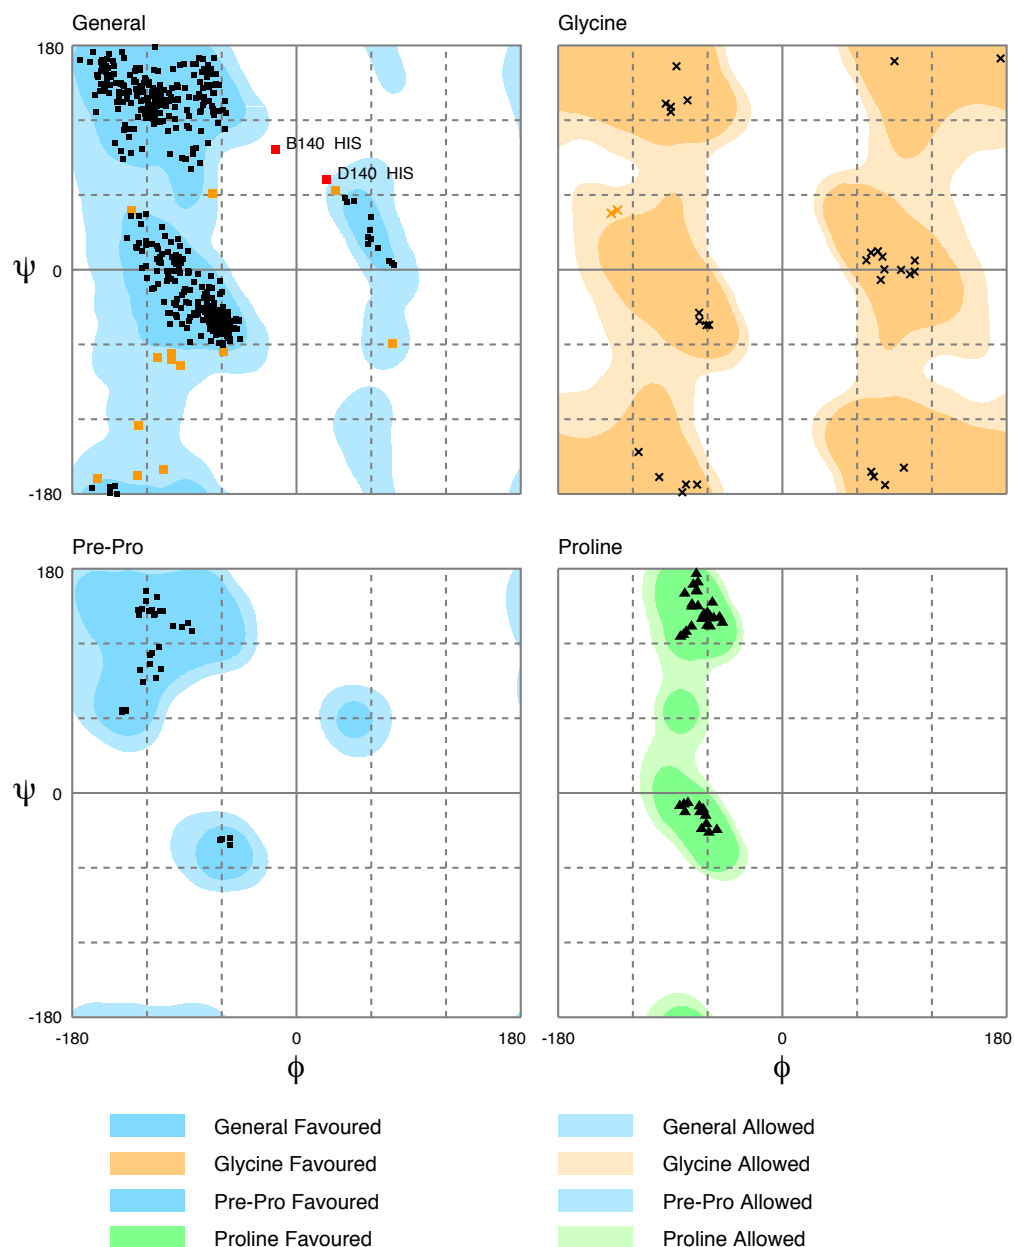 General
Glycine
180
B140 HIS
D140 HIS
ψ
0
-180
Pre-Pro
Proline
180
ψ
0
-180
-180
0
180
-180
0
180
ϕ
ϕ
General Favoured
General Allowed
Glycine Favoured
Glycine Allowed
Pre-Pro Favoured
Pre-Pro Allowed
Proline Favoured
Proline Allowed